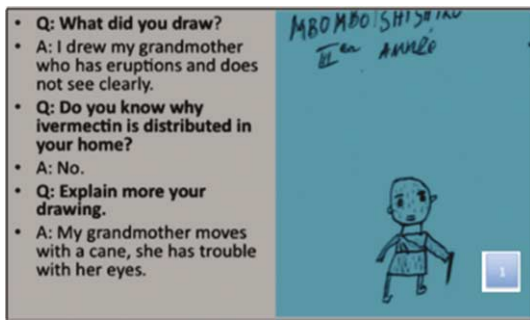 • Q: What did you draw?
• A: I drew my grandmother
who has eruptions and does
not see clearly.
• Q: Do you know why
ivermectin is distributed in
your home?
• A: No.
• Q: Explain more your
drawing.
• A: My grandmother moves
with a cane, she has trouble
with her eyes.
MBOMBO
Année
1